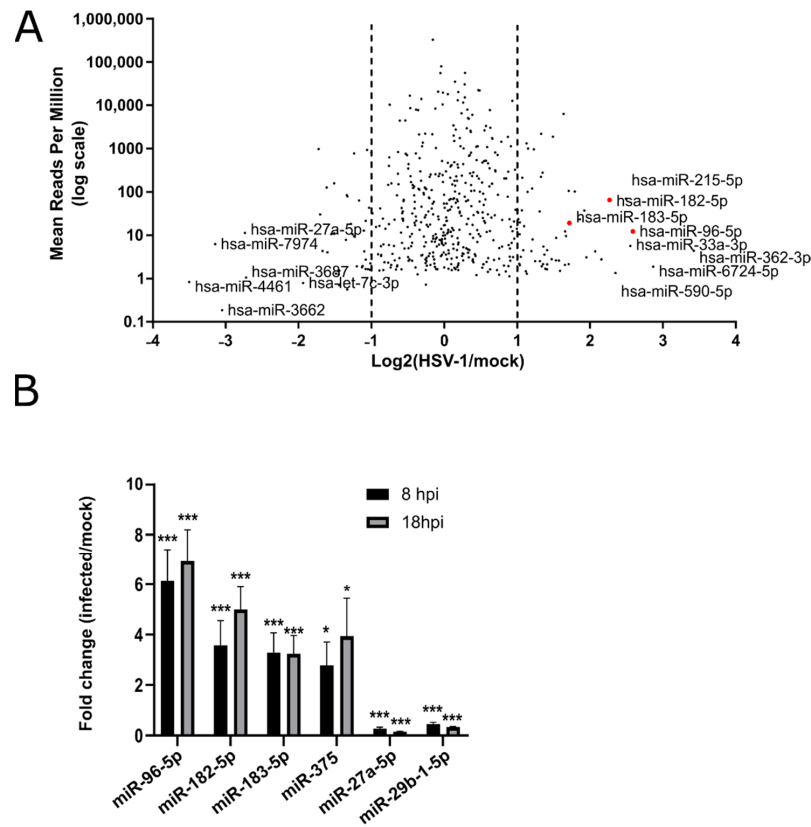 A
Mean Reads Per Million
(log scale)
1,000,000
100,000
10,000
1000
100
10
1
0.1
hsa-miR-215-5p
hsa-miR-182-5p
hsa-miR-183-5p
hsa-miR-96-5p
hsa-miR-33a-3p
hsa-miR-362-3p
hsa-miR-6724-5p
hsa-miR-590-5p
hsa-miR-27a-5p
hsa-miR-7974
hsa-miR-3687
hsa-let-7c-3p
hsa-miR-4461
hsa-miR-3662
-4 -3 -2 -1 0 1 2 3 4
Log2(HSV-1/mock)
B
Fold change (infected/mock)
10
8
6
4
2
0
8 hpi
18hpi
*** ***
*** ***
*** ***
* *
*** ***
*** ***
miR-96-5p
miR-182-5p
miR-183-5p
miR-375
miR-27a-5p
miR-29b-1-5p